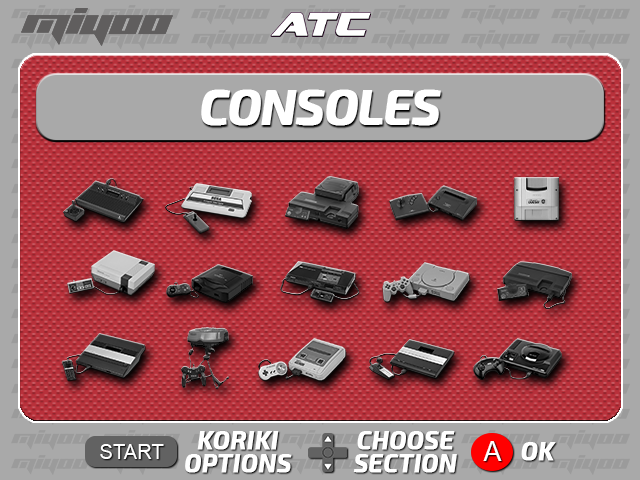 miyoo
ATC
CONSOLES
START
KORIKI
OPTIONS
CHOOSE
SECTION
A
OK